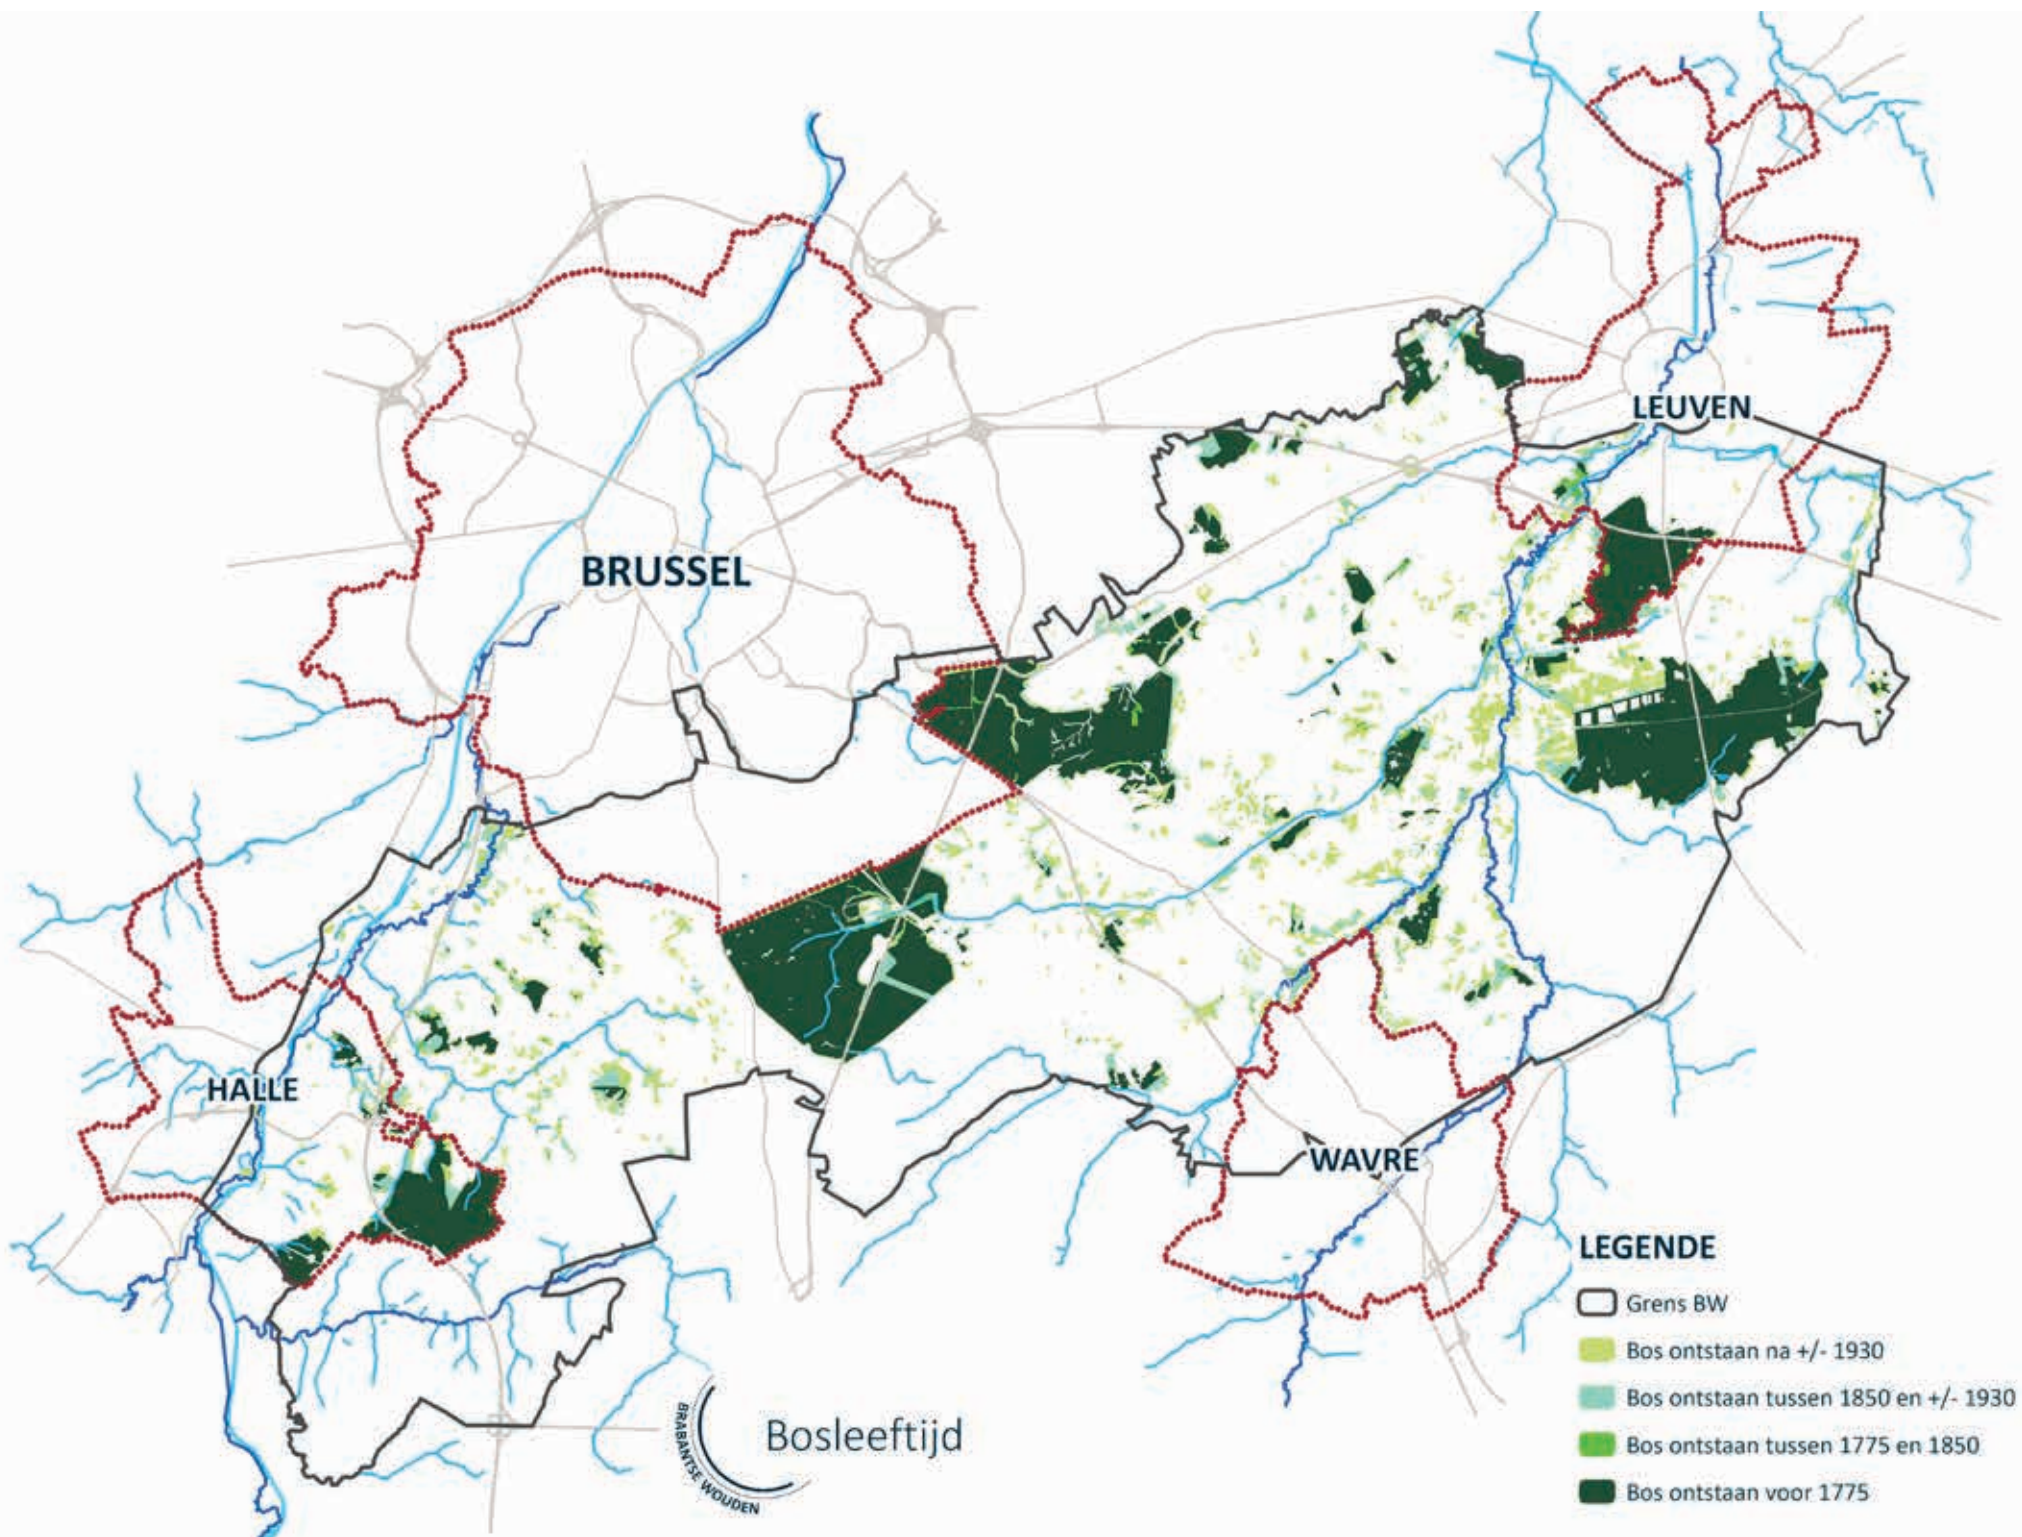 LEUVEN
BRUSSEL
HALLE
WAVRE
LEGENDE
Grens BW
Bos ontstaan na +/- 1930
Bos ontstaan tussen 1850 en +/- 1930
Bos ontstaan tussen 1775 en 1850
Bos ontstaan voor 1775
BRABANTSE WOUDEN
Bosleeftijd